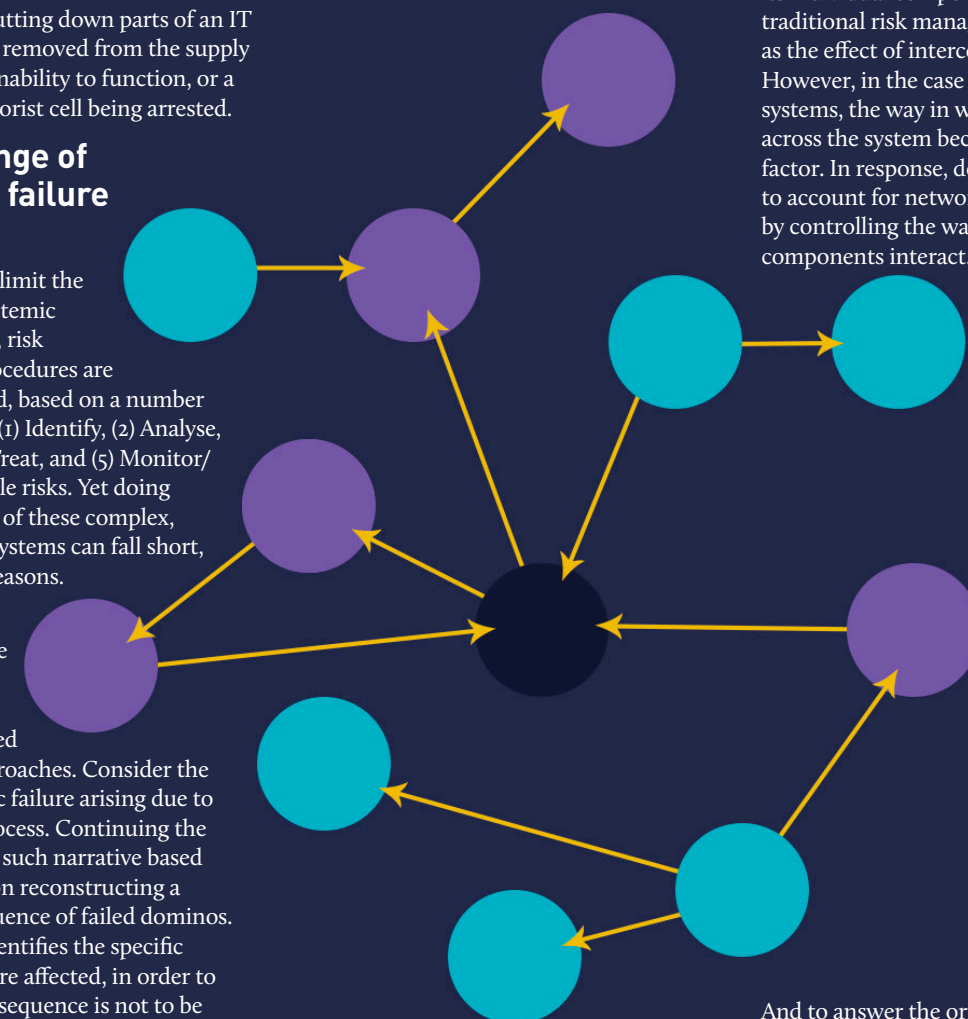 utting down parts of an IT
removed from the supply
nability to function, or a
orist cell being arrested.
nge of
failure
limit the
temic
, risk
ocedures are
d, based on a number
(1) Identify, (2) Analyse,
reat, and (5) Monitor/
le risks. Yet doing
of these complex,
ystems can fall short,
easons.
e
ed
roaches. Consider the
c failure arising due to
ocess. Continuing the
such narrative based
on reconstructing a
uence of failed dominos.
entifies the specific
re affected, in order to
sequence is not to be
traditional risk mana
as the effect of interco
However, in the case
systems, the way in w
across the system bec
factor. In response, de
to account for networ
by controlling the wa
components interact.
And to answer the or